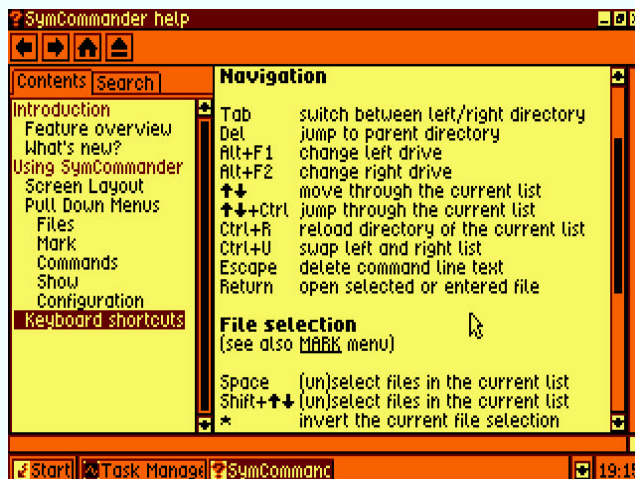 SymCommander help
Contents Search
Introduction
Feature overview
What's new?
Using SymCommander
Screen Layout
Pull Down Menus
Files
Mark
Commands
Show
Configuration
Keyboard shortcuts
Navigation
Tab switch between left/right directory
Del jump to parent directory
Alt+F1 change left drive
Alt+F2 change right drive
↑↓ move through the current list
↑↓+Ctrl jump through the current list
Ctrl+R reload directory of the current list
Ctrl+U swap left and right list
Escape delete command line text
Return open selected or entered file
File selection
(see also MARK menu)
Space (un)select files in the current list
Shift+↑↓ (un)select files in the current list
* invert the current file selection
Start Task Manage SymCommand 19:15